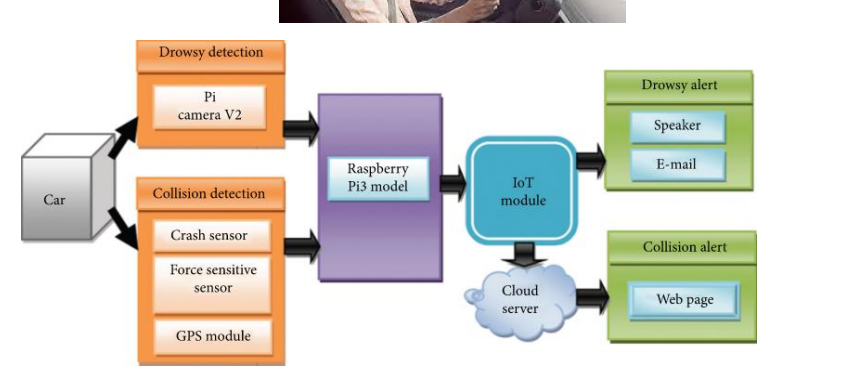 Drowsy detection
Pi
camera V2
Car
Collision detection
Crash sensor
Force sensitive
sensor
GPS module
Raspberry
Pi3 model
IoT
module
Cloud
server
Drowsy alert
Speaker
E-mail
Collision alert
Web page